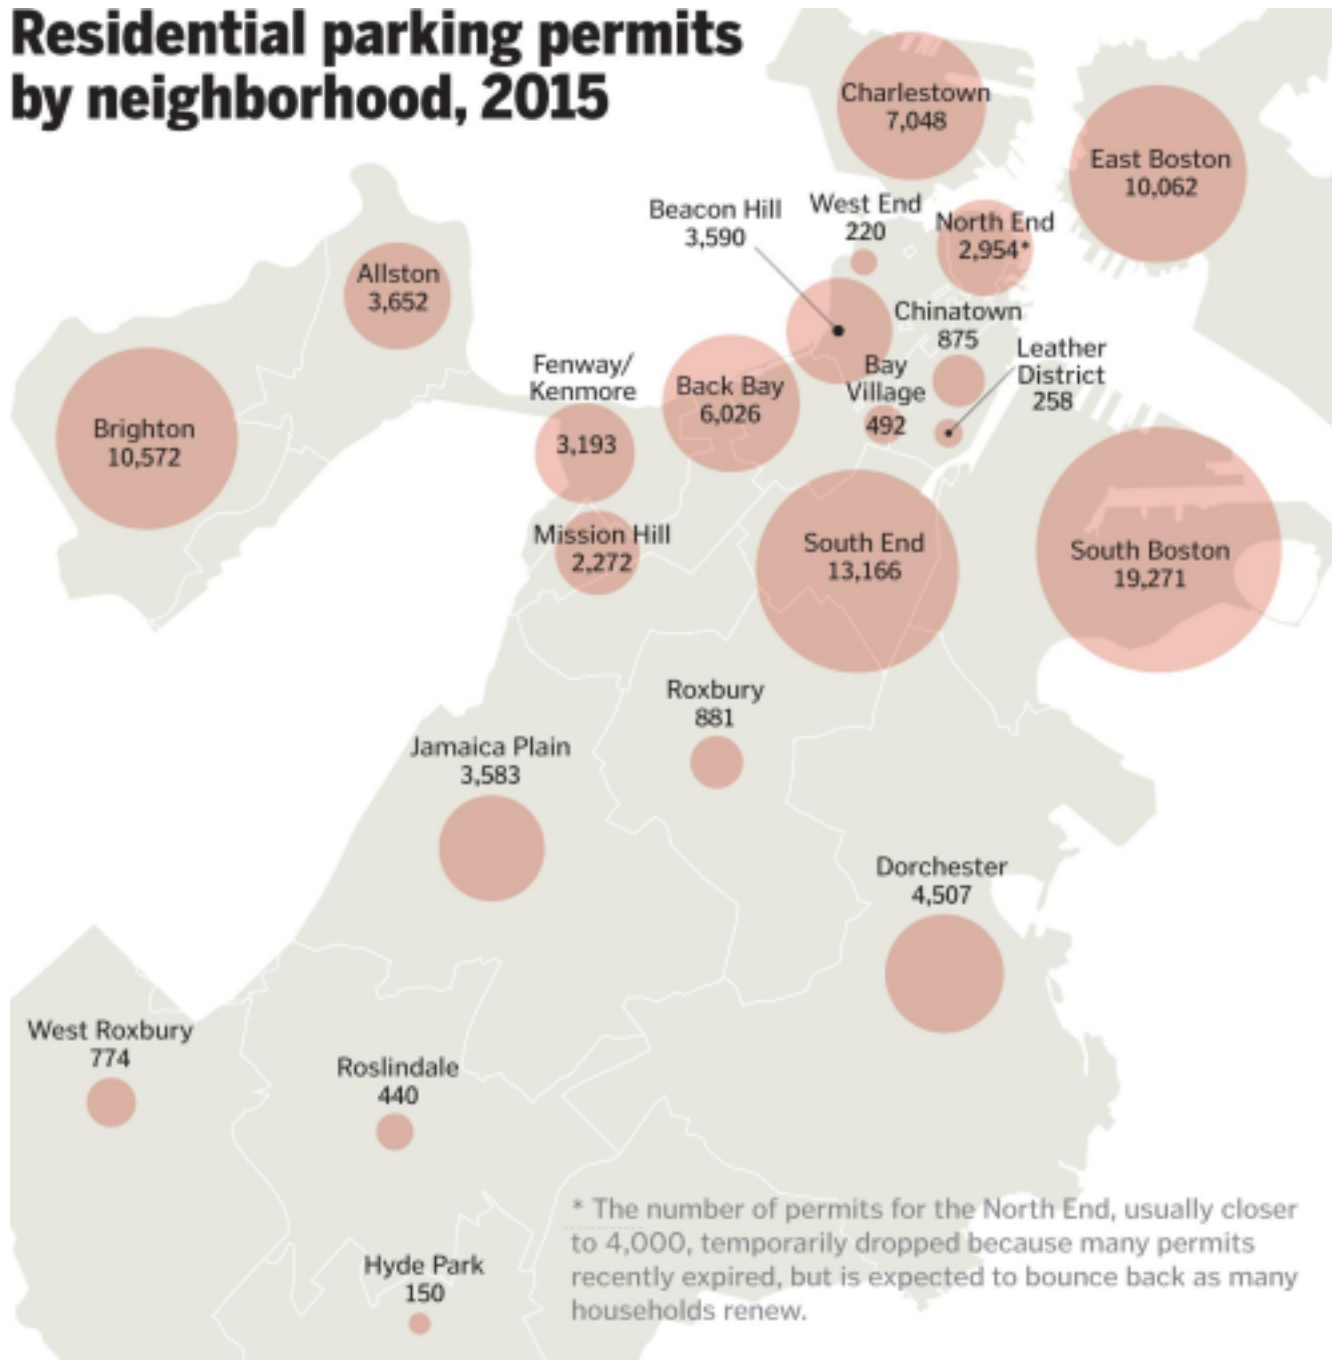 Residential parking permits
by neighborhood, 2015
Charlestown
7,048
East Boston
10,062
Beacon Hill
3,590
West End
220
North End
2,954*
Allston
3,652
Chinatown
875
Leather
District
258
Fenway/
Kenmore
3,193
Back Bay
6,026
Bay
Village
492
Brighton
10,572
Mission Hill
2,272
South End
13,166
South Boston
19,271
Roxbury
881
Jamaica Plain
3,583
Dorchester
4,507
West Roxbury
774
Roslindale
440
Hyde Park
150
* The number of permits for the North End, usually closer
to 4,000, temporarily dropped because many permits
recently expired, but is expected to bounce back as many
households renew.